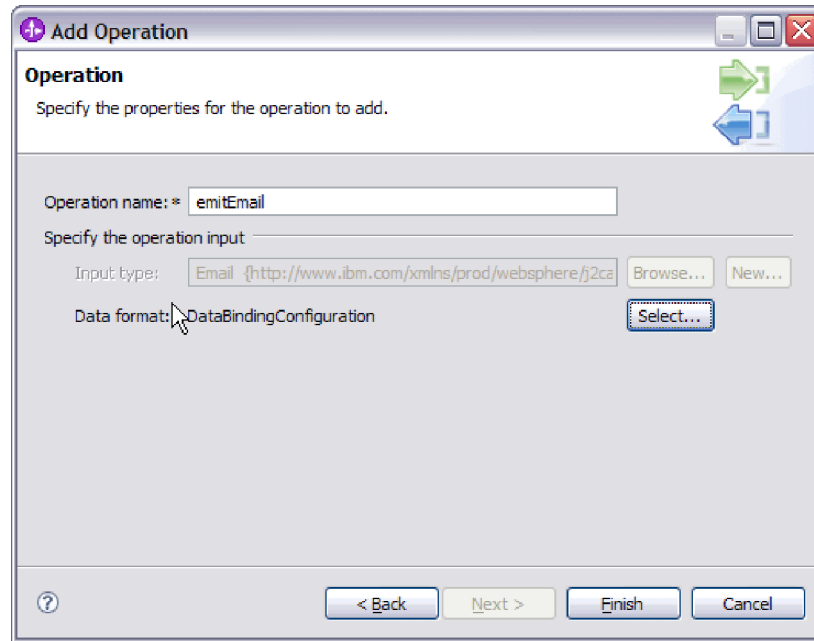 Add Operation
Operation
Specify the properties for the operation to add.
Operation name: * emitEmail
Specify the operation input
Input type: Email {http://www.ibm.com/xmlns/prod/websphere/j2ca Browse... New...
Data format: DataBindingConfiguration Select...
? < Back Next > Finish Cancel